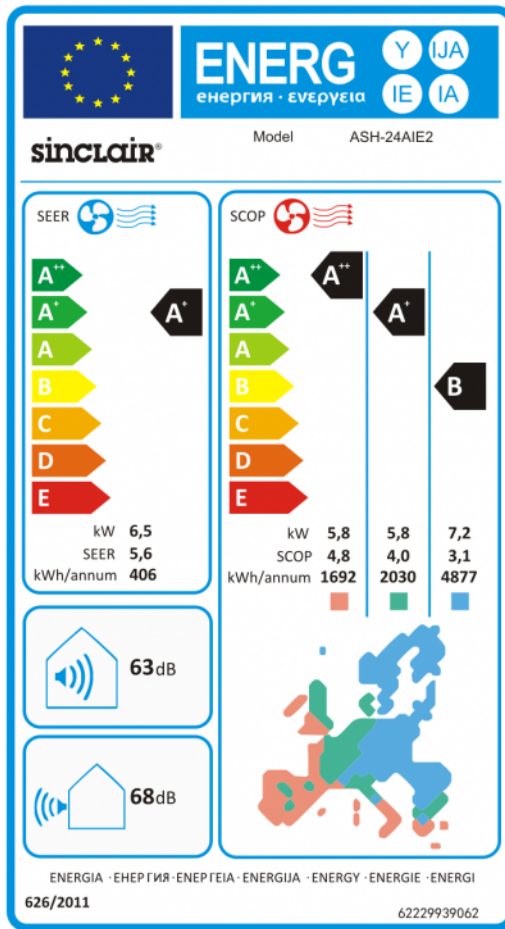 ENERG
енергия · ενεργεια
Y IJA
IE IA
SINCLAIR®
Model ASH-24AIE2
SEER
A++
A+
A
B
C
D
E
A+
kW 6,5
SEER 5,6
kWh/annum 406
SCOP
A++
A+
A
B
C
D
E
A++ A+ B
kW 5,8 5,8 7,2
SCOP 4,8 4,0 3,1
kWh/annum 1692 2030 4877
63dB
68dB
ENERGIA · ЕНЕРГИЯ · ΕΝΕΡΓΕΙΑ · ENERGIJA · ENERGY · ENERGIE · ENERGI
626/2011
62229939062